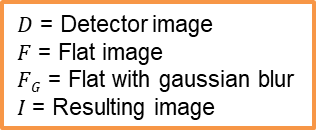 D = Detector image
F = Flat image
F_G = Flat with gaussian blur
I = Resulting image